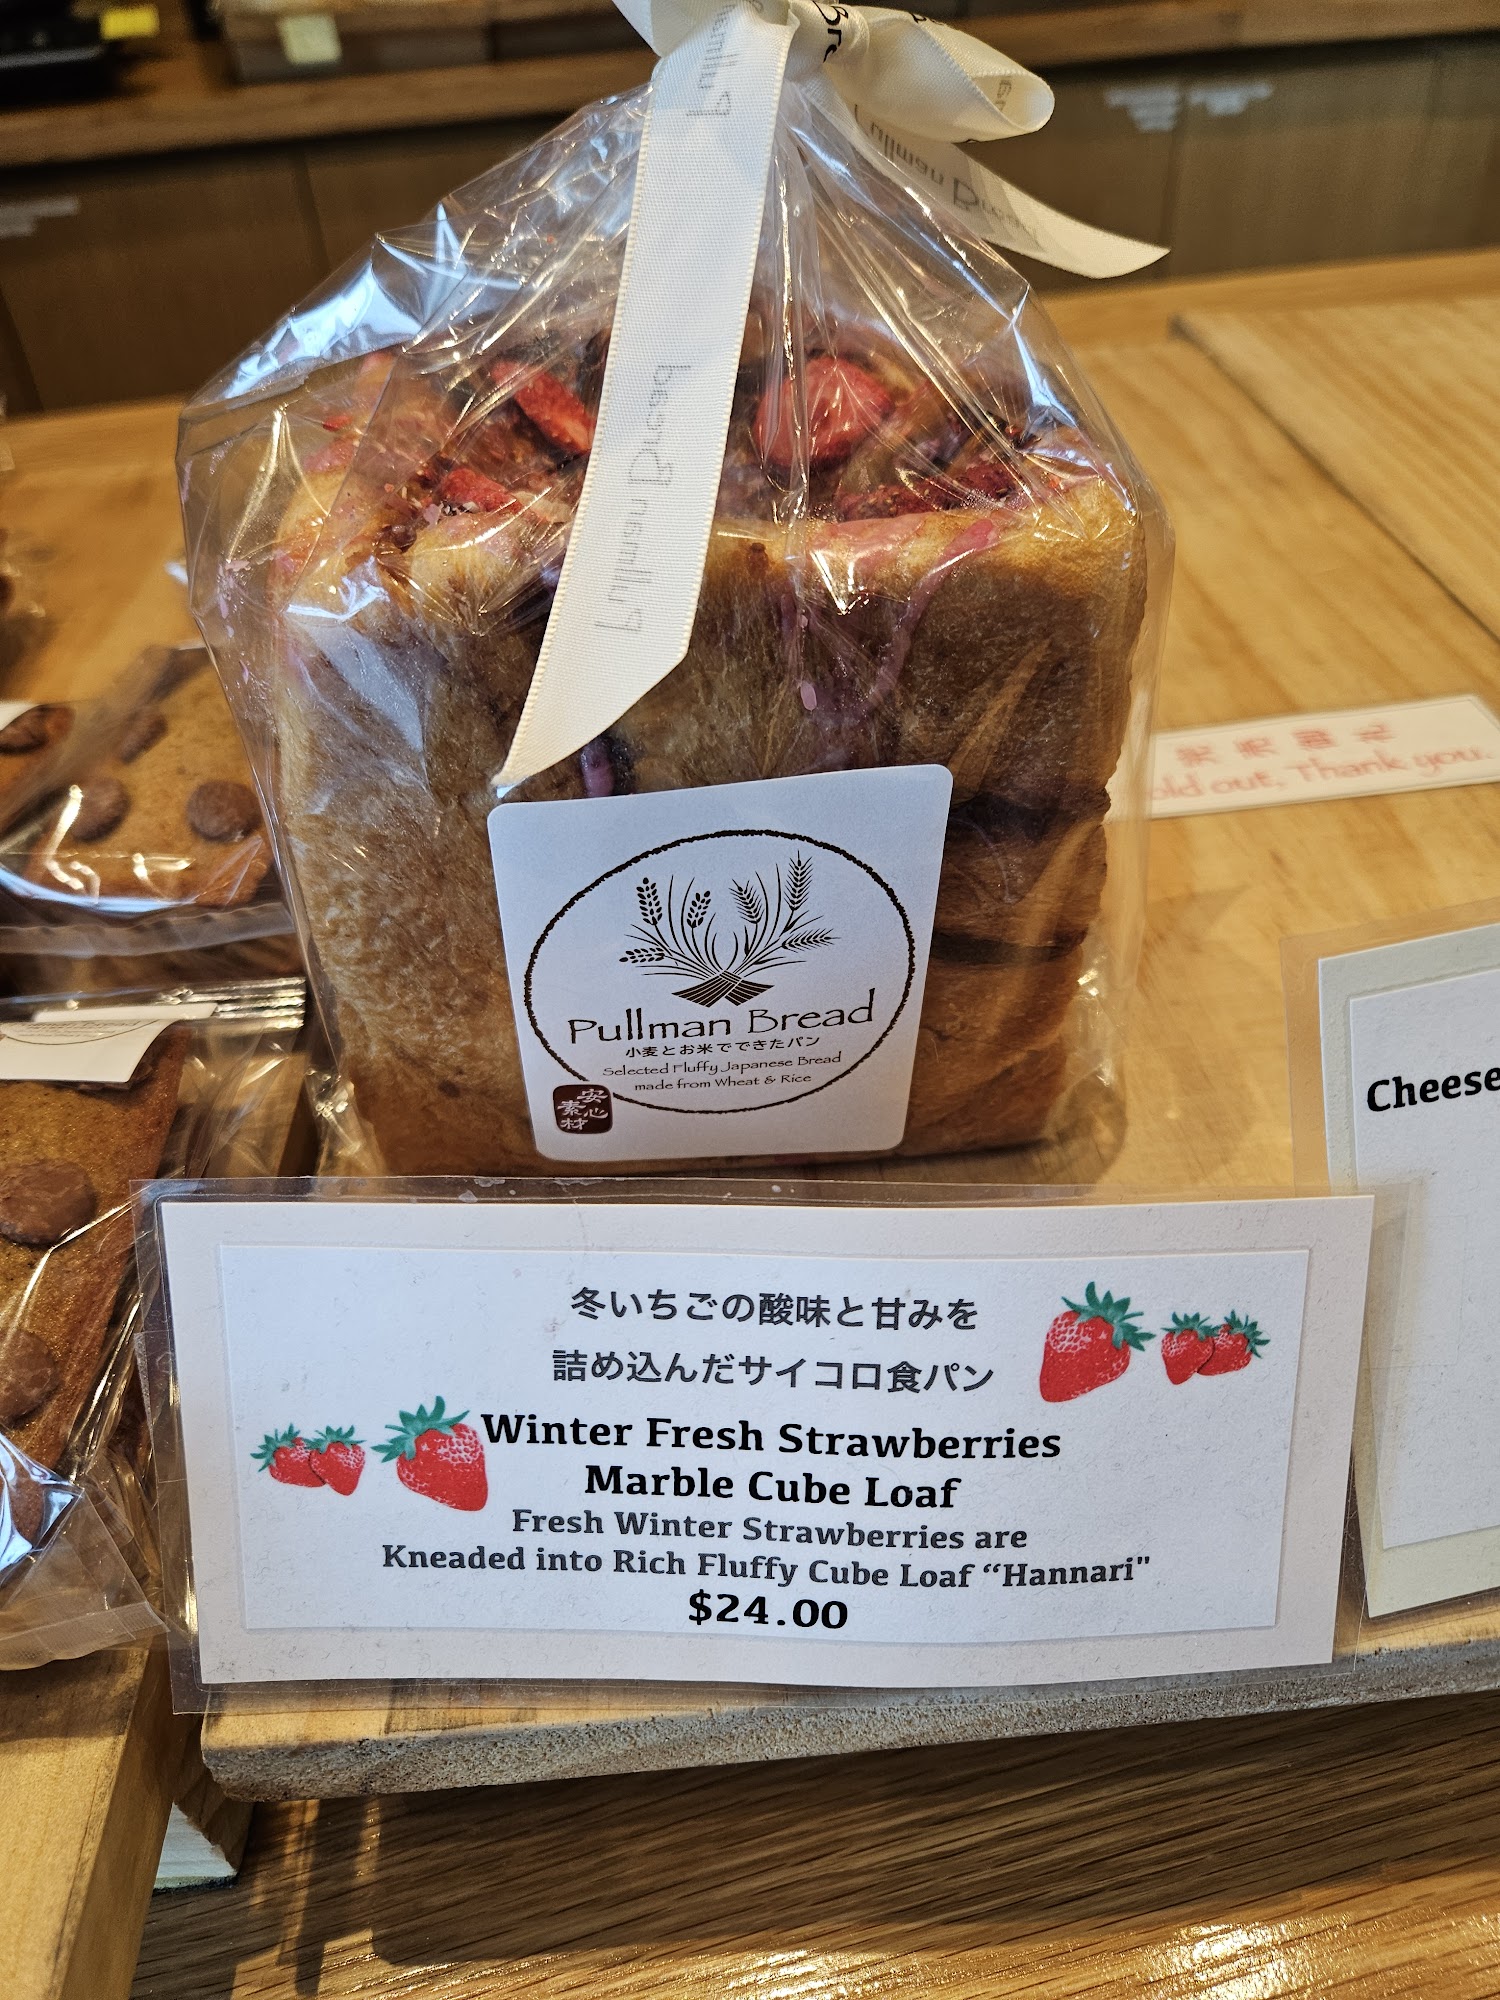 Pullman Bread
Pullman Bread
小麦とお米でできたパン
Selected Fluffy Japanese Bread
made from Wheat & Rice
安心
素材
Sold out, Thank you.
Cheese
冬いちごの酸味と甘みを
詰め込んだサイコロ食パン
Winter Fresh Strawberries
Marble Cube Loaf
Fresh Winter Strawberries are
Kneaded into Rich Fluffy Cube Loaf “Hannari"
$24.00